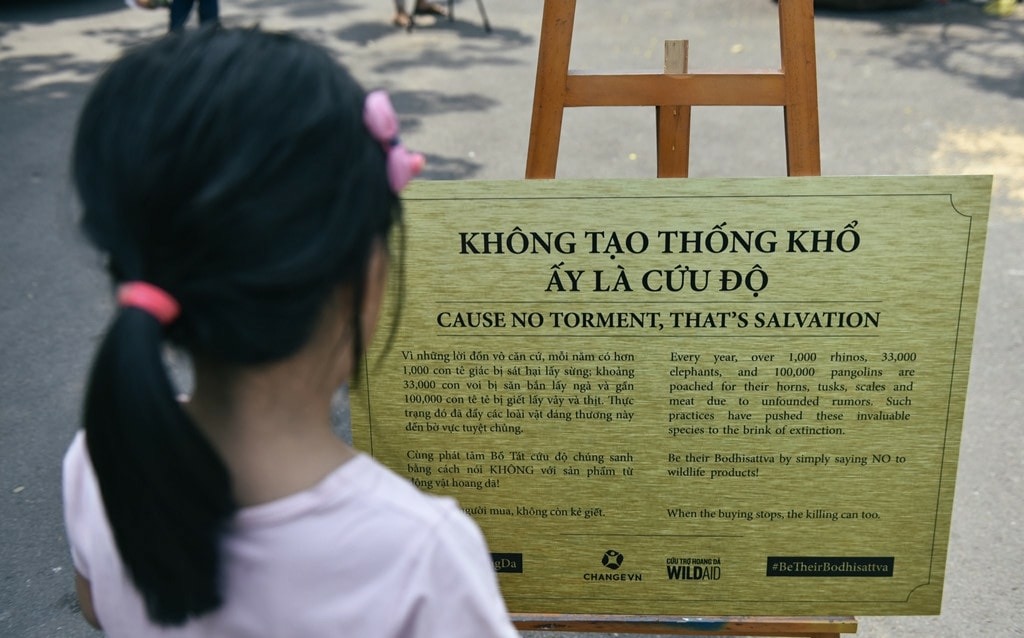 KHÔNG TẠO THỐNG KHỔ
ẤY LÀ CỨU ĐỘ
CAUSE NO TORMENT, THAT'S SALVATION
Vì những lời đồn vô căn cứ, mỗi năm có hơn
1,000 con tê giác bị sát hại lấy sừng; khoảng
33,000 con voi bị săn bắn lấy ngà và gần
100,000 con tê tê bị giết lấy vảy và thịt. Thực
trạng đó đã đẩy các loài vật đáng thương này
đến bờ vực tuyệt chủng.
Cùng phát tâm Bồ Tát cứu độ chúng sanh
bằng cách nói KHÔNG với sản phẩm từ
động vật hoang dã!
người mua, không còn kẻ giết.
Every year, over 1,000 rhinos, 33,000
elephants, and 100,000 pangolins are
poached for their horns, tusks, scales and
meat due to unfounded rumors. Such
practices have pushed these invaluable
species to the brink of extinction.
Be their Bodhisattva by simply saying NO to
wildlife products!
When the buying stops, the killing can too.
ngDa
CHANGEVN
CỨU TRỢ HOANG DÃ
WILDAID
#BeTheirBodhisattva